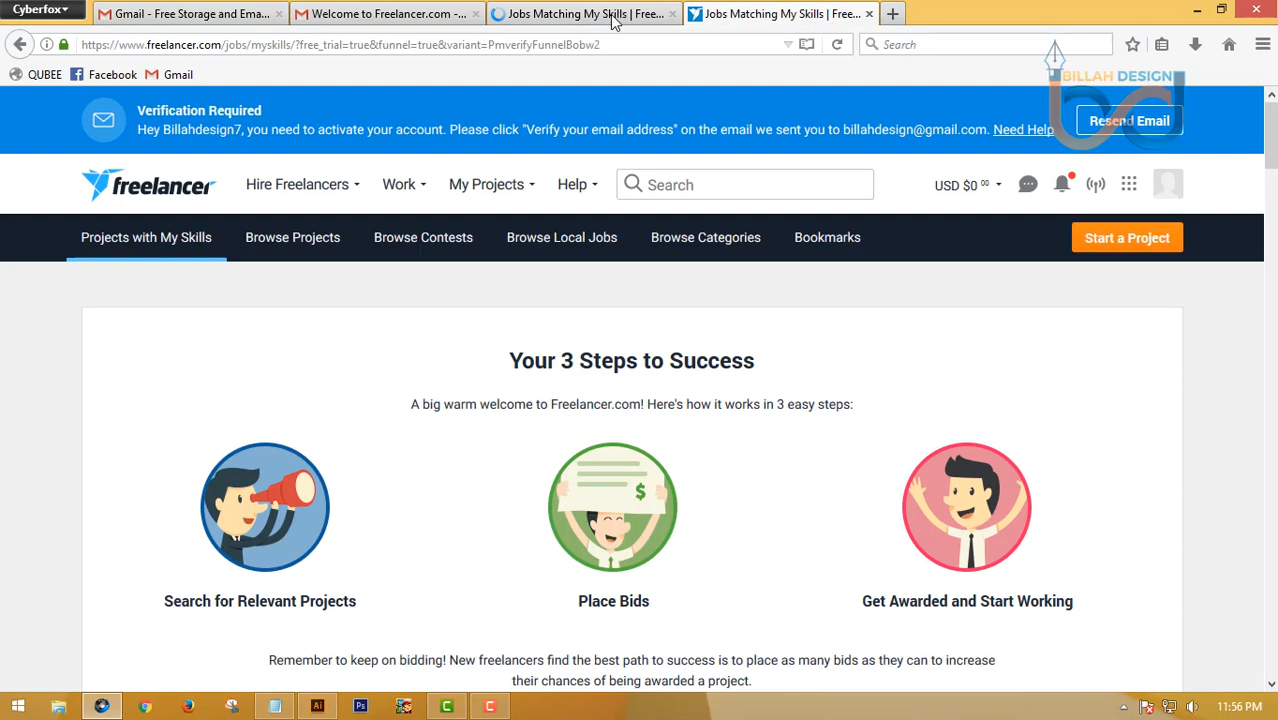 Cyberfox
Gmail - Free Storage and Ema...
Welcome to Freelancer.com -...
Jobs Matching My Skills | Free...
Jobs Matching My Skills | Free...
https://www.freelancer.com/jobs/myskills/?free_trial=true&funnel=true&variant=PmverifyFunnelBobw2
Search
QUBEE
Facebook
Gmail
BILLAH DESIGN
Verification Required
Hey Billahdesign7, you need to activate your account. Please click "Verify your email address" on the email we sent you to billahdesign@gmail.com. Need Help
Resend Email
freelancer
Hire Freelancers
Work
My Projects
Help
Search
USD $0.00
Projects with My Skills
Browse Projects
Browse Contests
Browse Local Jobs
Browse Categories
Bookmarks
Start a Project
Your 3 Steps to Success
A big warm welcome to Freelancer.com! Here's how it works in 3 easy steps:
$
Search for Relevant Projects
Place Bids
Get Awarded and Start Working
Remember to keep on bidding! New freelancers find the best path to success is to place as many bids as they can to increase
their chances of being awarded a project.
Ai
Ps
11:56 PM